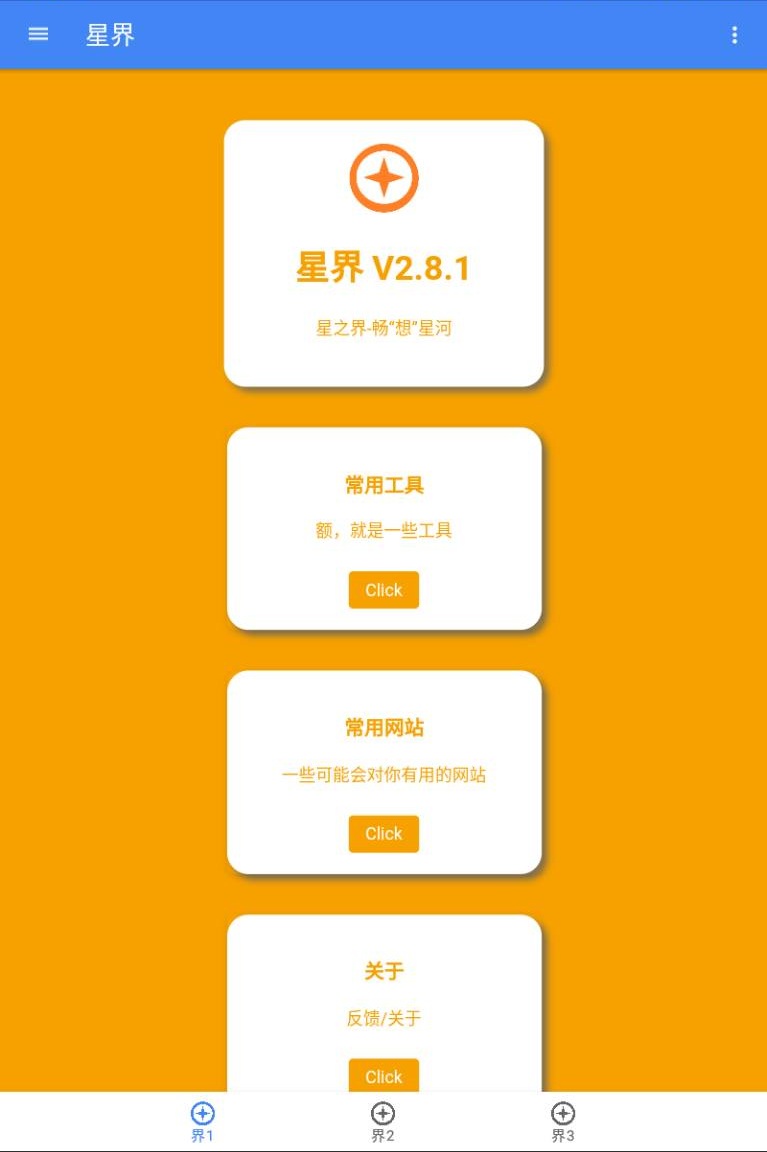 星界
星界 V2.8.1
星之界-畅“想”星河
常用工具
额，就是一些工具
Click
常用网站
一些可能会对你有用的网站
Click
关于
反馈/关于
Click
界1
界2
界3